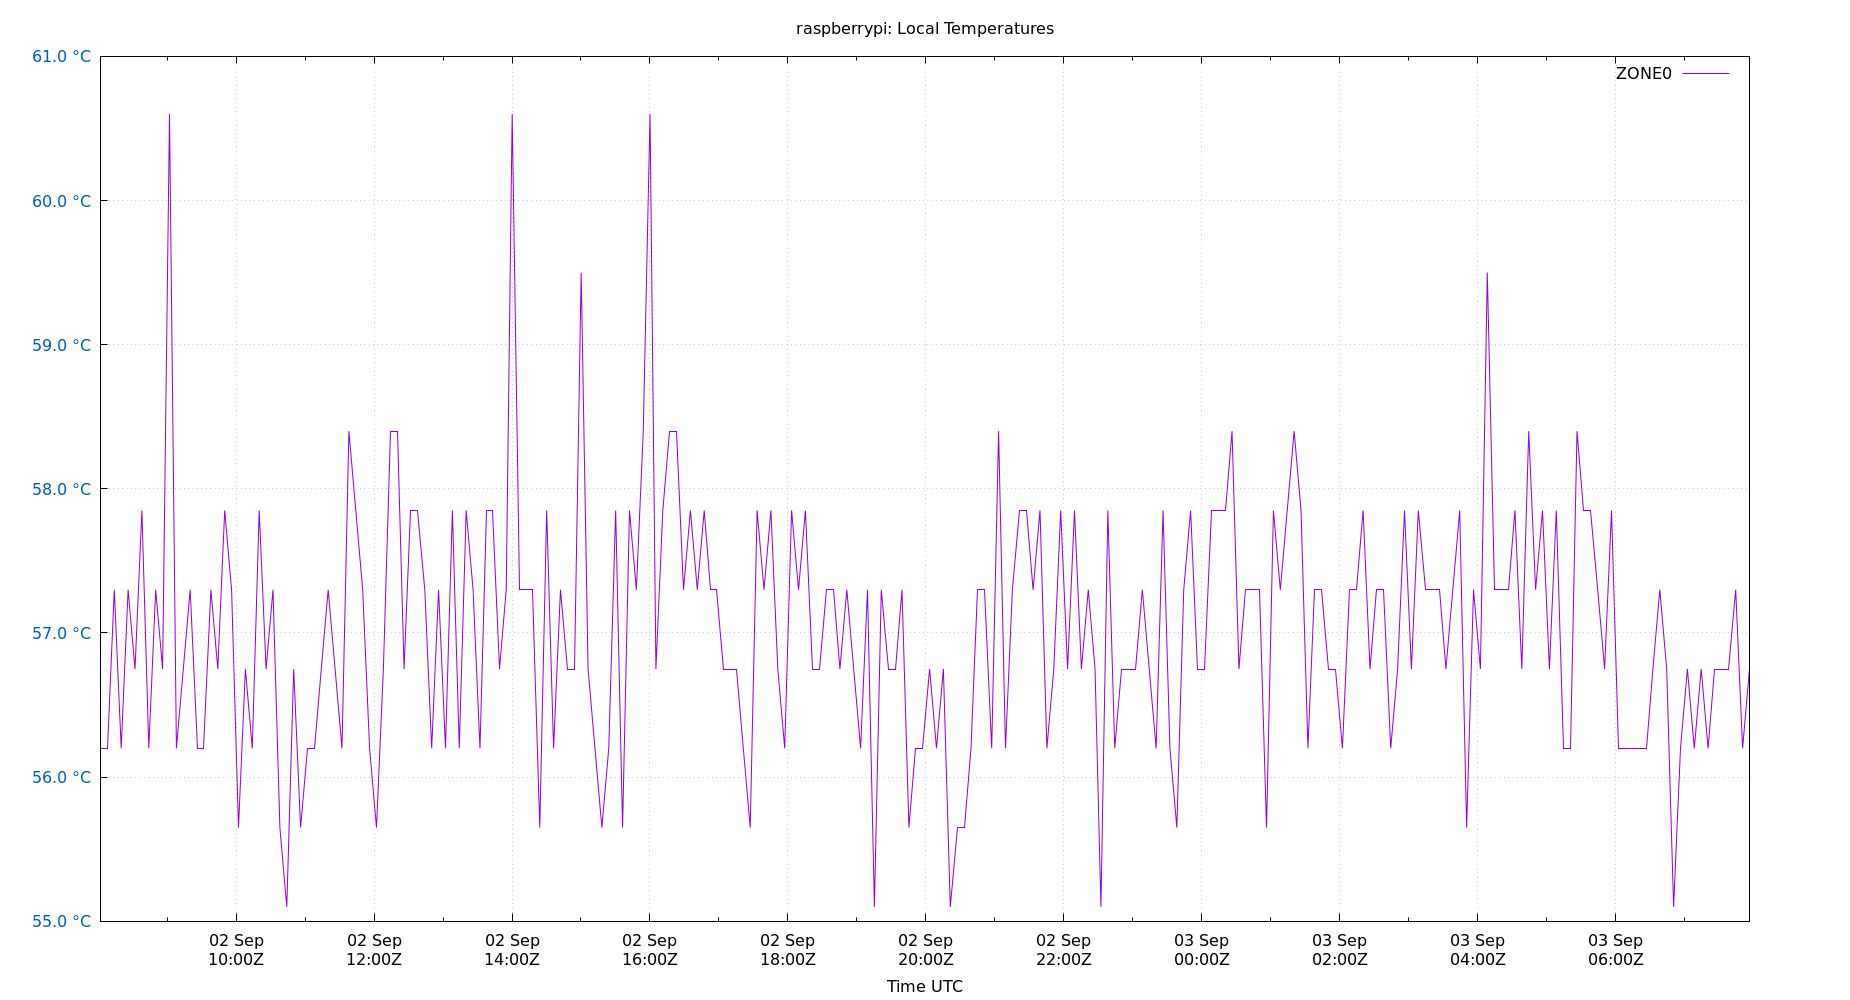 raspberrypi: Local Temperatures
61.0 °C
ZONE0
60.0 °C
59.0 °C
58.0 °C
57.0 °C
56.0 °C
55.0 °C
02 Sep 02 Sep 02 Sep 02 Sep 02 Sep 02 Sep 02 Sep 03 Sep 03 Sep 03 Sep 03 Sep
10:00Z 12:00Z 14:00Z 16:00Z 18:00Z 20:00Z 22:00Z 00:00Z 02:00Z 04:00Z 06:00Z
Time UTC